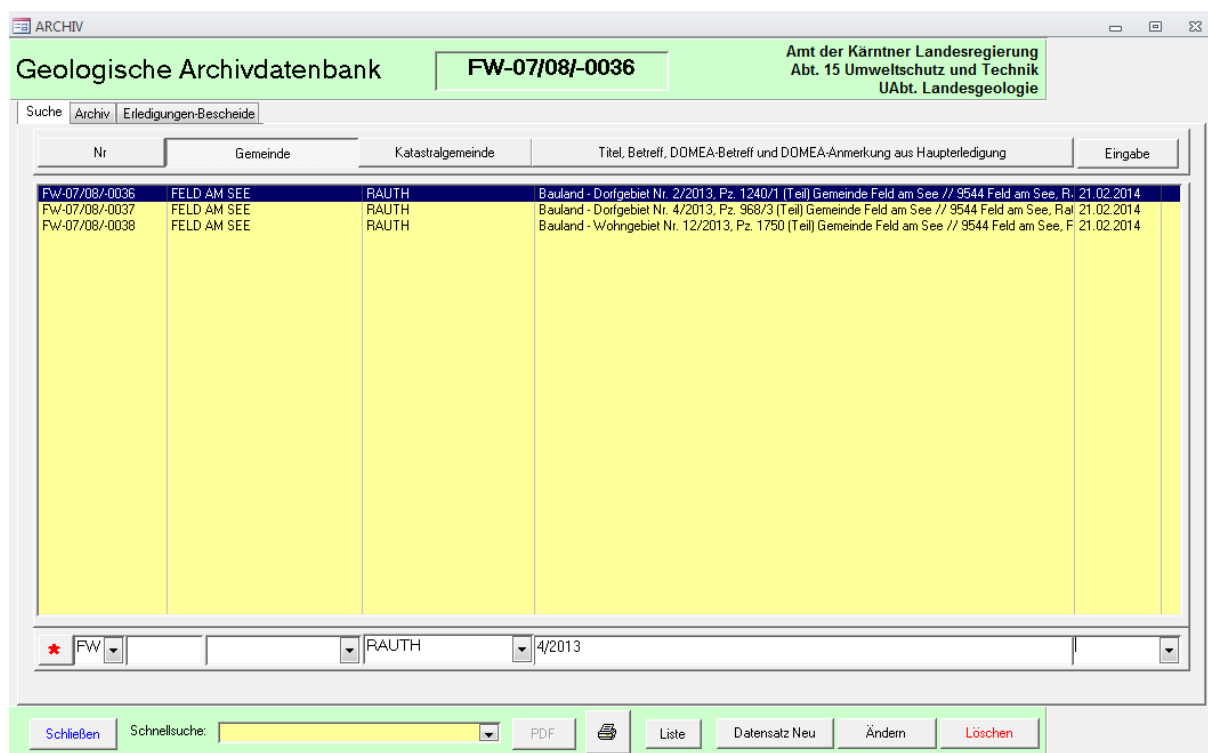 ARCHIV
Geologische Archivdatenbank
FW-07/08/-0036
Amt der Kärntner Landesregierung
Abt. 15 Umweltschutz und Technik
UAbt. Landesgeologie
Suche Archiv Erledigungen-Bescheide
Nr Gemeinde Katastralgemeinde Titel, Betreff, DOMEA-Betreff und DOMEA-Anmerkung aus Haupterledigung Eingabe
FW-07/08/-0036 FELD AM SEE RAUTH Bauland - Dorfgebiet Nr. 2/2013, Pz. 1240/1 (Teil) Gemeinde Feld am See // 9544 Feld am See, R 21.02.2014
FW-07/08/-0037 FELD AM SEE RAUTH Bauland - Dorfgebiet Nr. 4/2013, Pz. 968/3 (Teil) Gemeinde Feld am See // 9544 Feld am See, Ra 21.02.2014
FW-07/08/-0038 FELD AM SEE RAUTH Bauland - Wohngebiet Nr. 12/2013, Pz. 1750 (Teil) Gemeinde Feld am See // 9544 Feld am See, 21.02.2014
* FW RAUTH 4/2013
Schließen Schnellsuche: PDF Liste Datensatz Neu Ändern Löschen